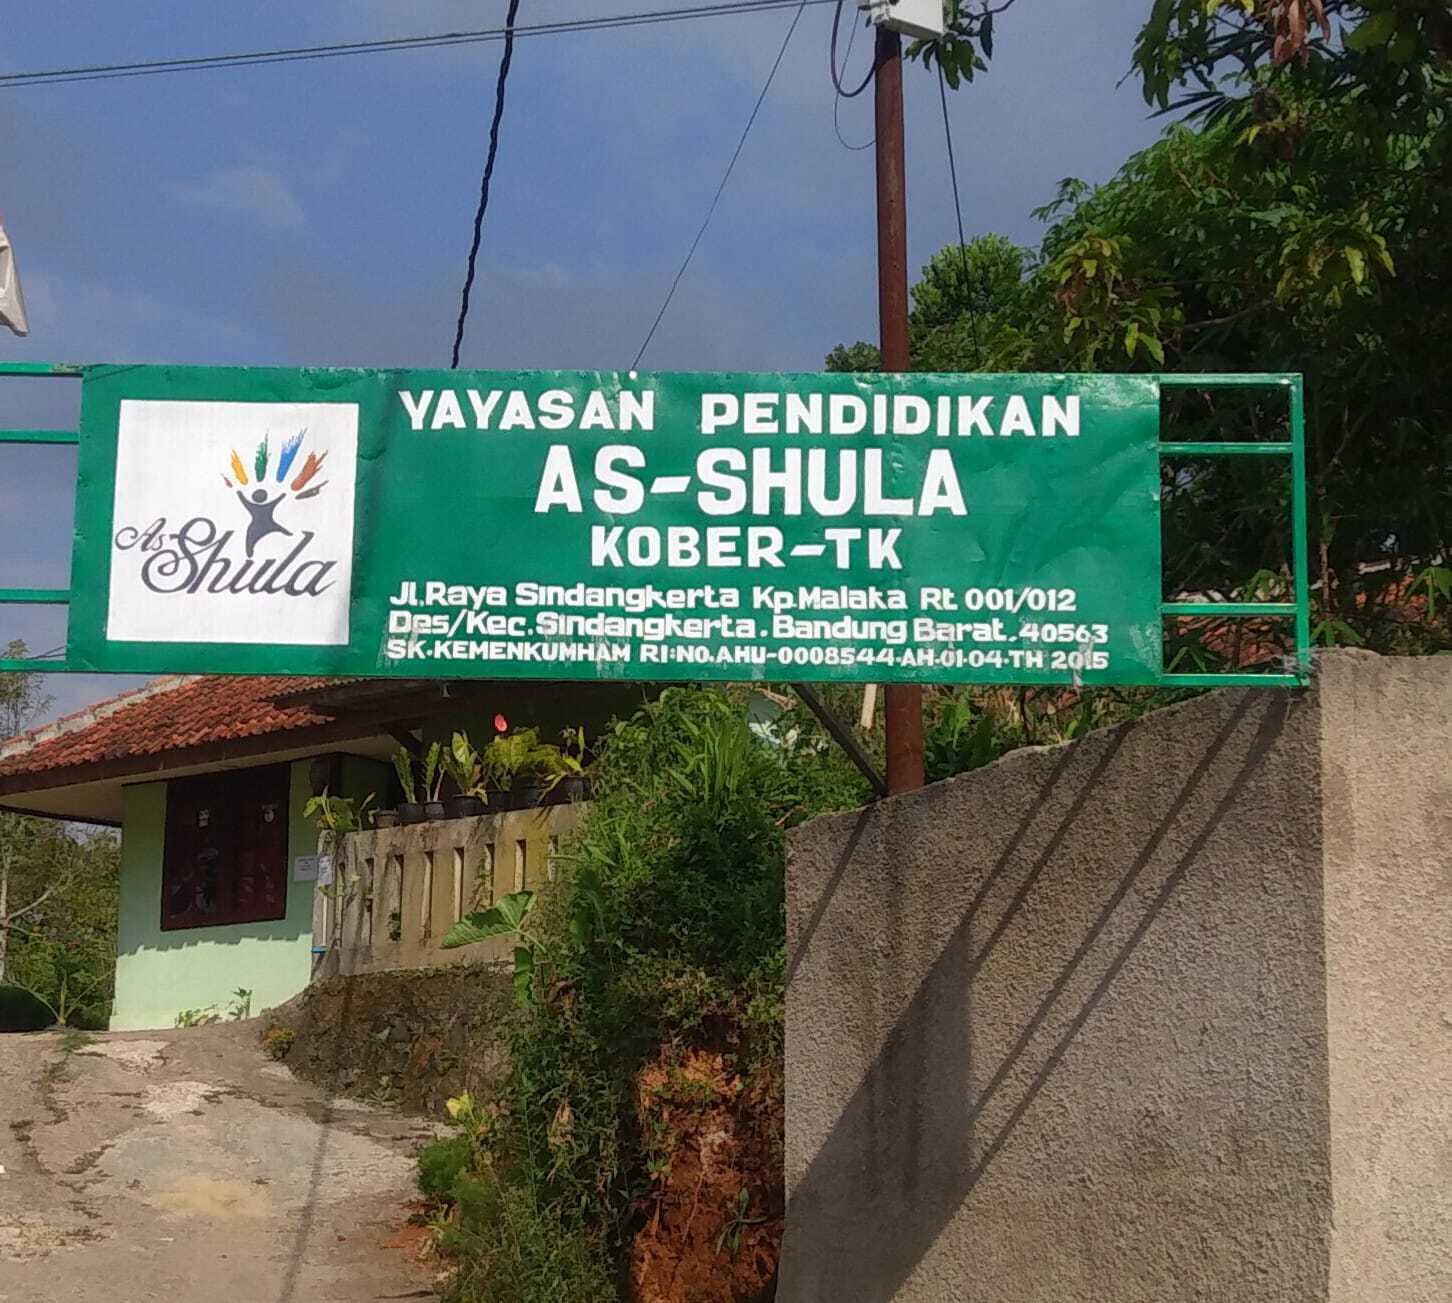 As Shula
YAYASAN PENDIDIKAN
AS-SHULA
KOBER-TK
Jl.Raya Sindangkerta Kp.Malaka Rt 001/012
Des/Kec.Sindangkerta.Bandung Barat.40563
SK.KEMENKUMHAM RI:NO.AHU-0008544-AH-01-04-TH 2015